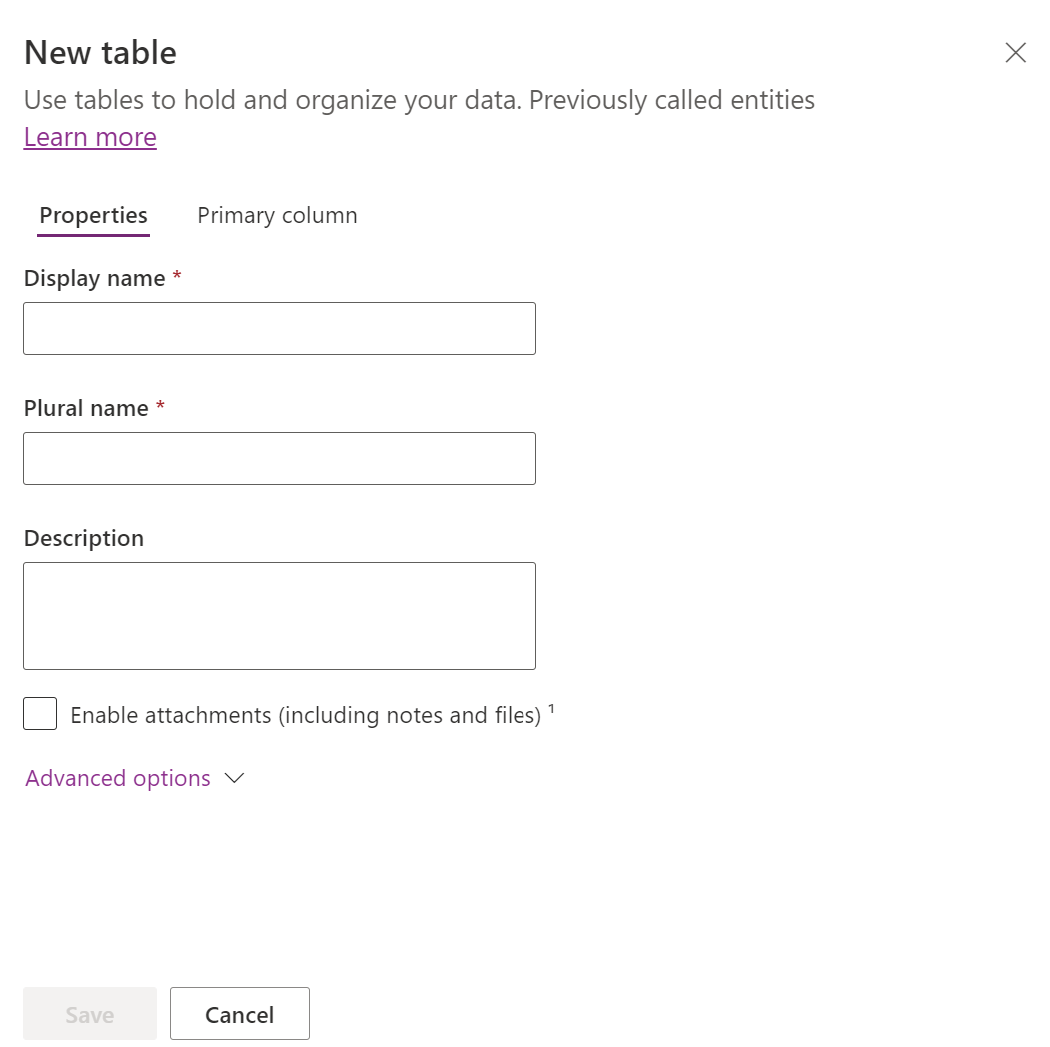 New table
Use tables to hold and organize your data. Previously called entities
Learn more
Properties Primary column
Display name *
Plural name *
Description
Enable attachments (including notes and files) ¹
Advanced options
Save Cancel